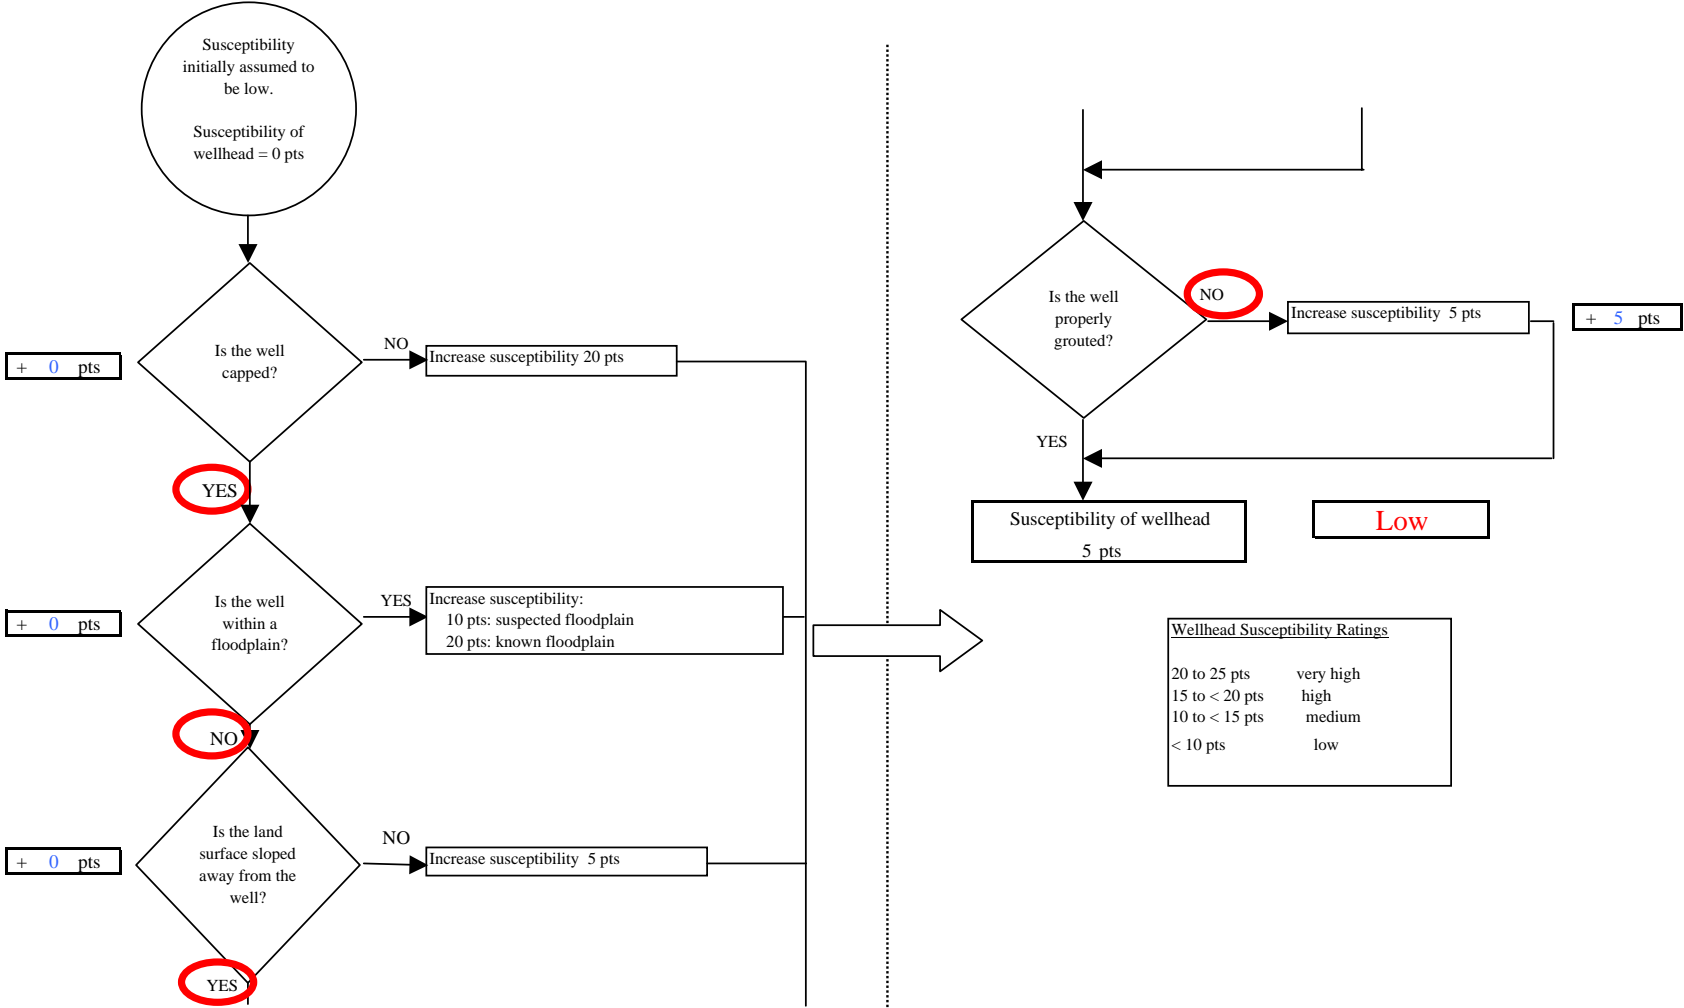 Susceptibility
initially assumed to
be low.
Susceptibility of
wellhead = 0 pts
Is the well
capped?
NO
Increase susceptibility 20 pts
+ 0 pts
YES
Is the well
within a
floodplain?
YES
Increase susceptibility:
10 pts: suspected floodplain
20 pts: known floodplain
+ 0 pts
NO
Is the land
surface sloped
away from the
well?
NO
Increase susceptibility 5 pts
+ 0 pts
YES
Is the well
properly
grouted?
NO
Increase susceptibility 5 pts
+ 5 pts
YES
Susceptibility of wellhead
5 pts
Low
Wellhead Susceptibility Ratings
20 to 25 pts very high
15 to < 20 pts high
10 to < 15 pts medium
< 10 pts low